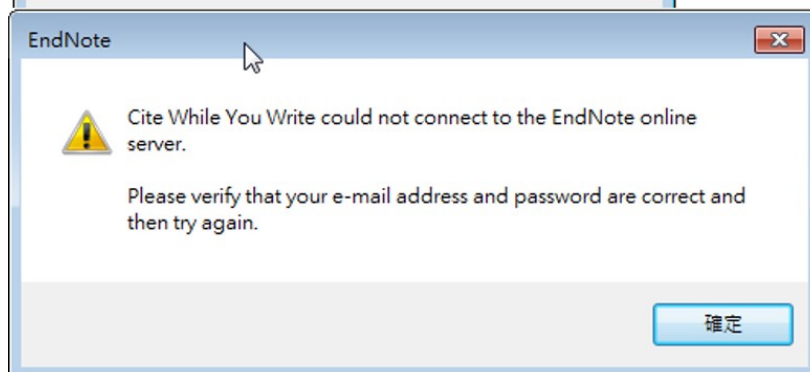 EndNote
Cite While You Write could not connect to the EndNote online
server.
Please verify that your e-mail address and password are correct and
then try again.
確定